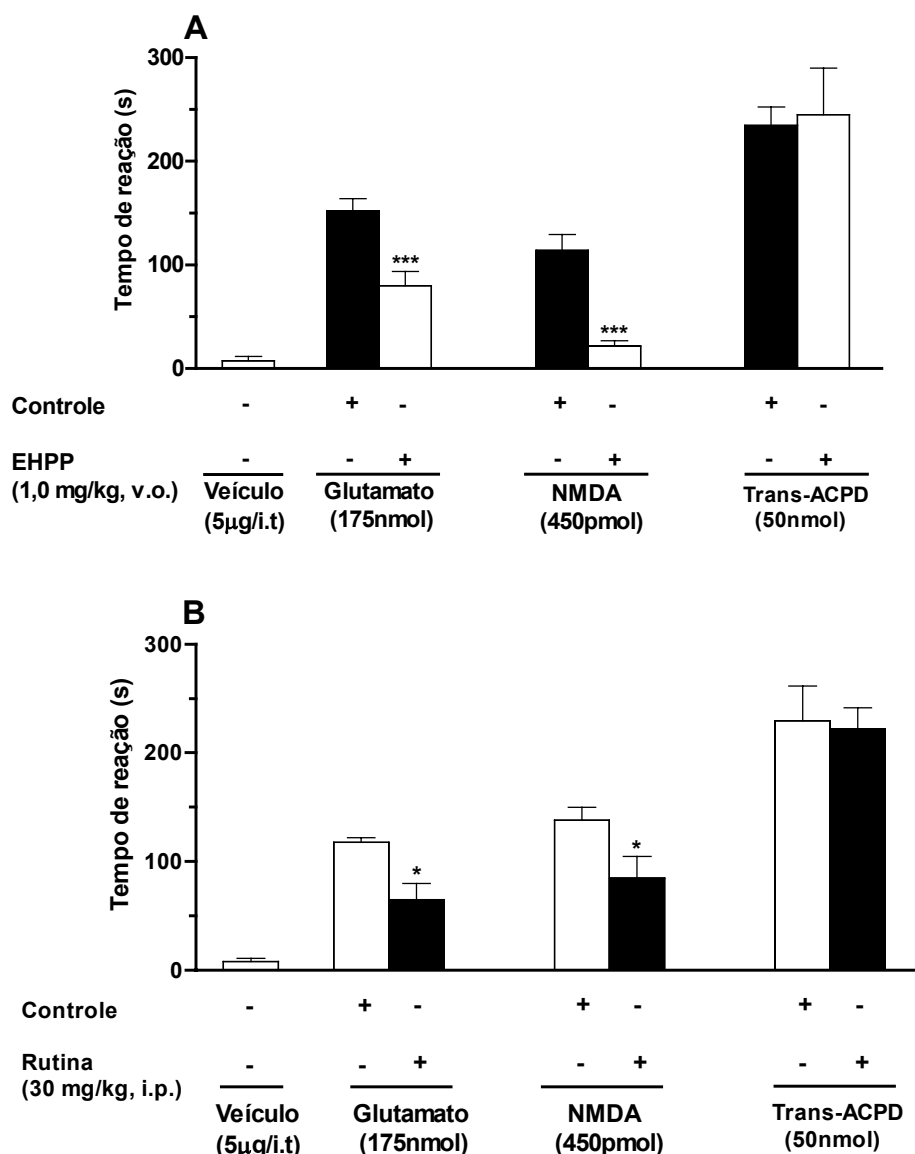 A
300
200
100
0
Tempo de reação (s)
***
***
Controle - + - + - + -
EHPP - - + - + - +
(1,0 mg/kg, v.o.)
Veículo Glutamato NMDA Trans-ACPD
(5µg/i.t) (175nmol) (450pmol) (50nmol)
B
300
200
100
0
Tempo de reação (s)
*
*
Controle - + - + - + -
Rutina - - + - + - +
(30 mg/kg, i.p.)
Veículo Glutamato NMDA Trans-ACPD
(5µg/i.t) (175nmol) (450pmol) (50nmol)